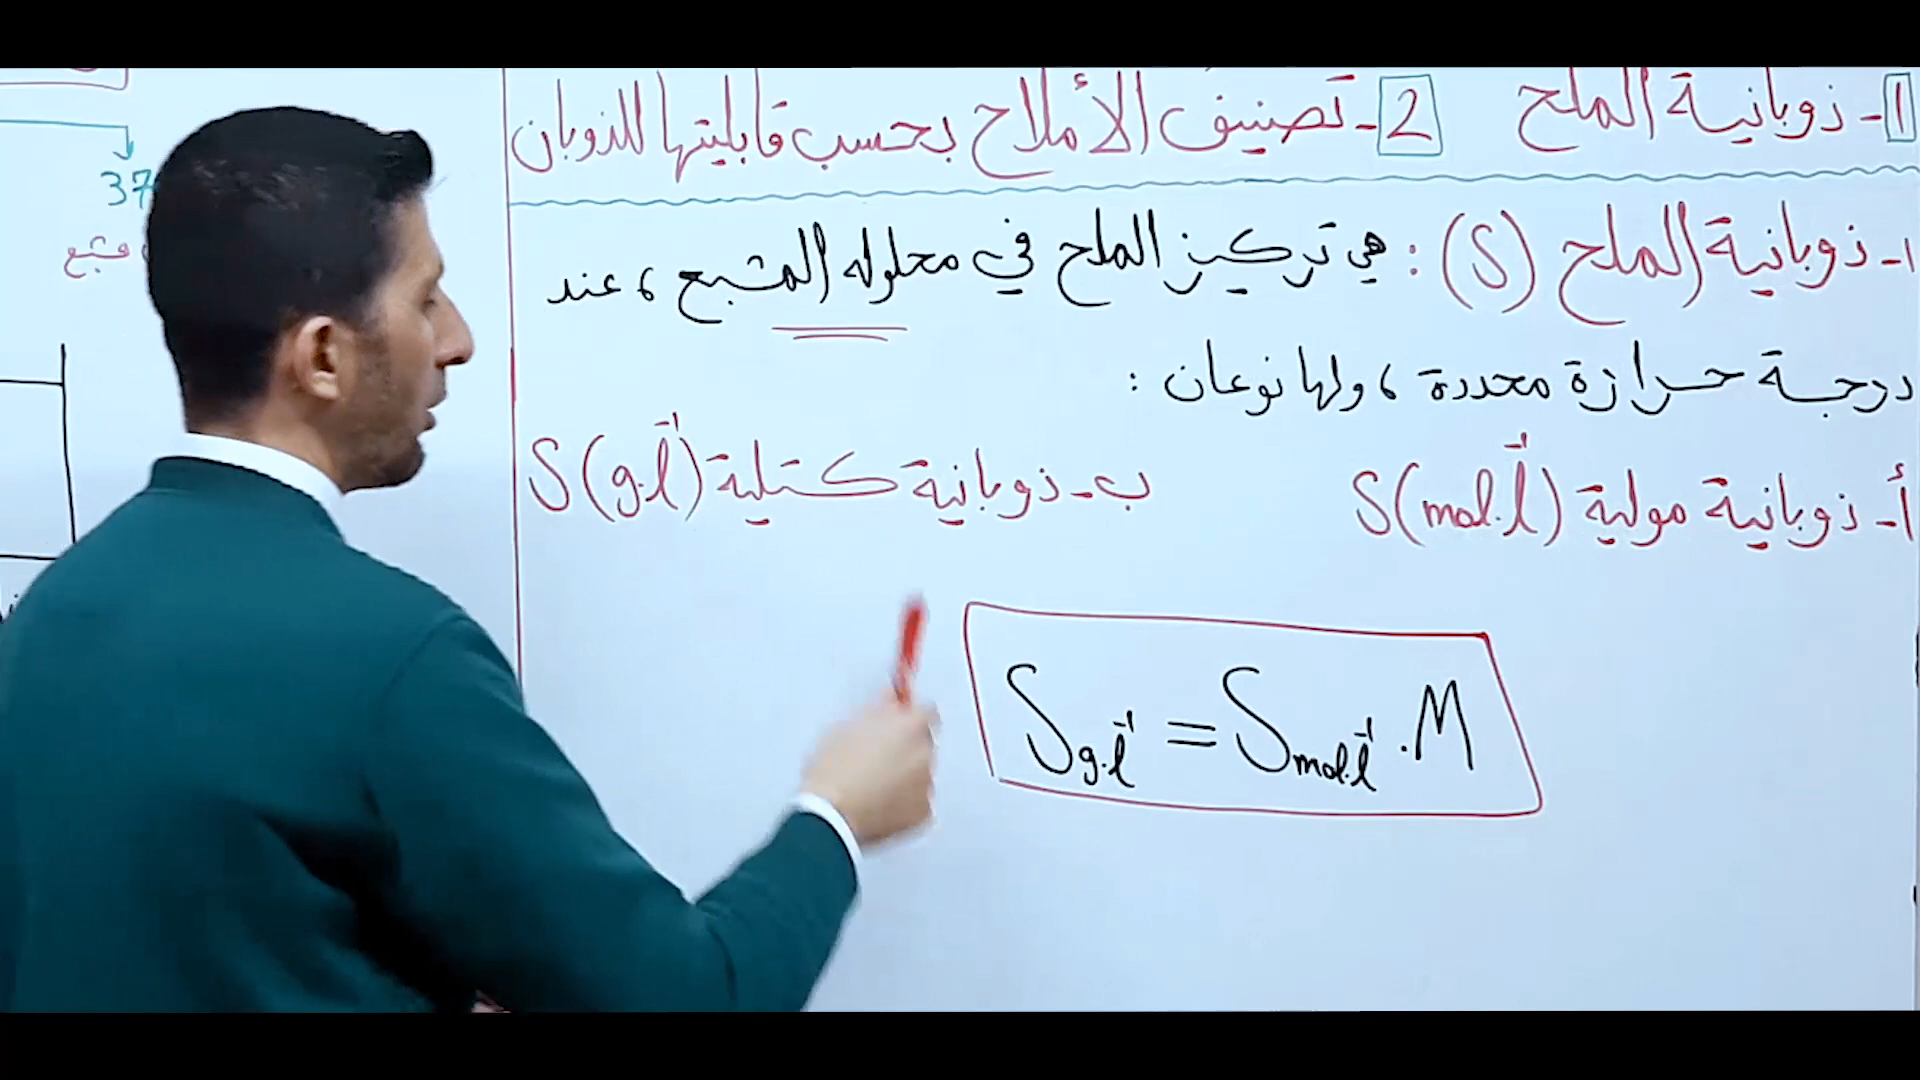 1- ذوبانية الملح 2- تصنيف الأملاح بحسب قابليتها للذوبان
1- ذوبانية الملح (S) : هي تركيز الملح في محلوله المشبع ، عند
درجة حرارة محددة ، ولها نوعان :
أ- ذوبانية مولية S(mol.l⁻¹) ب- ذوبانية كتلية S(g.l⁻¹)
S g.l⁻¹ = S mol.l⁻¹ . M
37